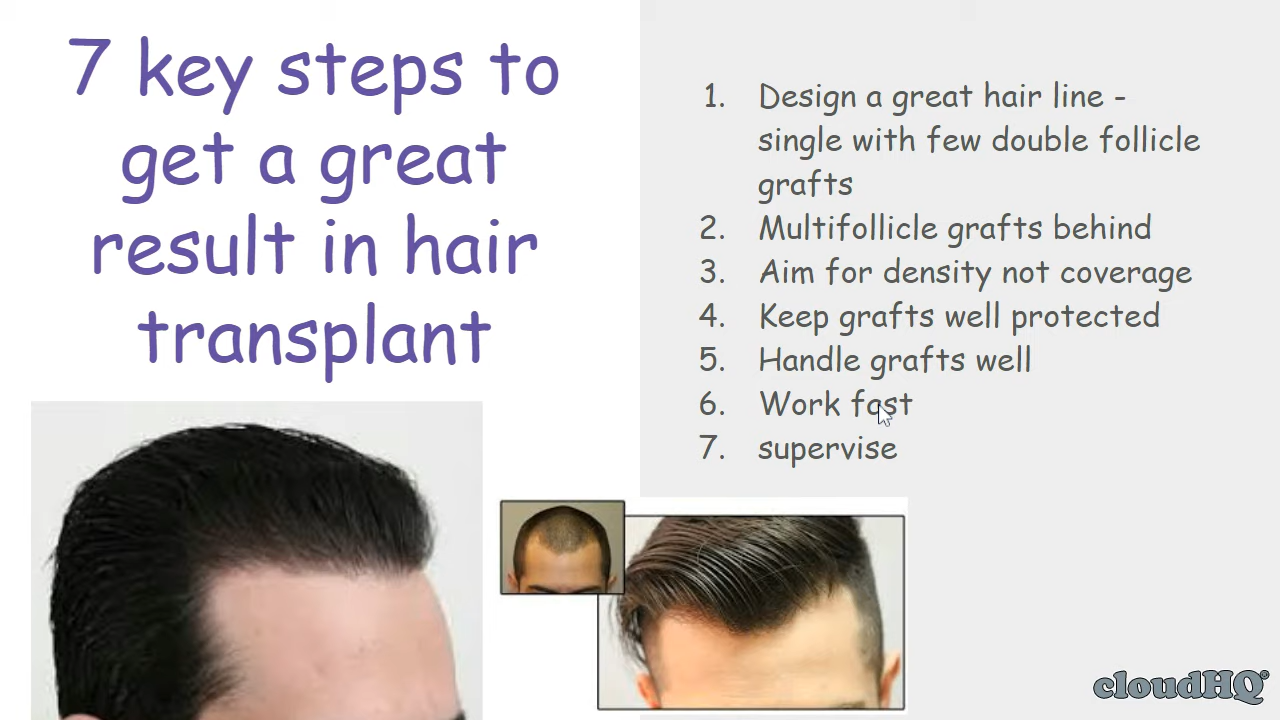 7 key steps to
get a great
result in hair
transplant
1. Design a great hair line -
single with few double follicle
grafts
2. Multifollicle grafts behind
3. Aim for density not coverage
4. Keep grafts well protected
5. Handle grafts well
6. Work fast
7. supervise
cloudHQ®